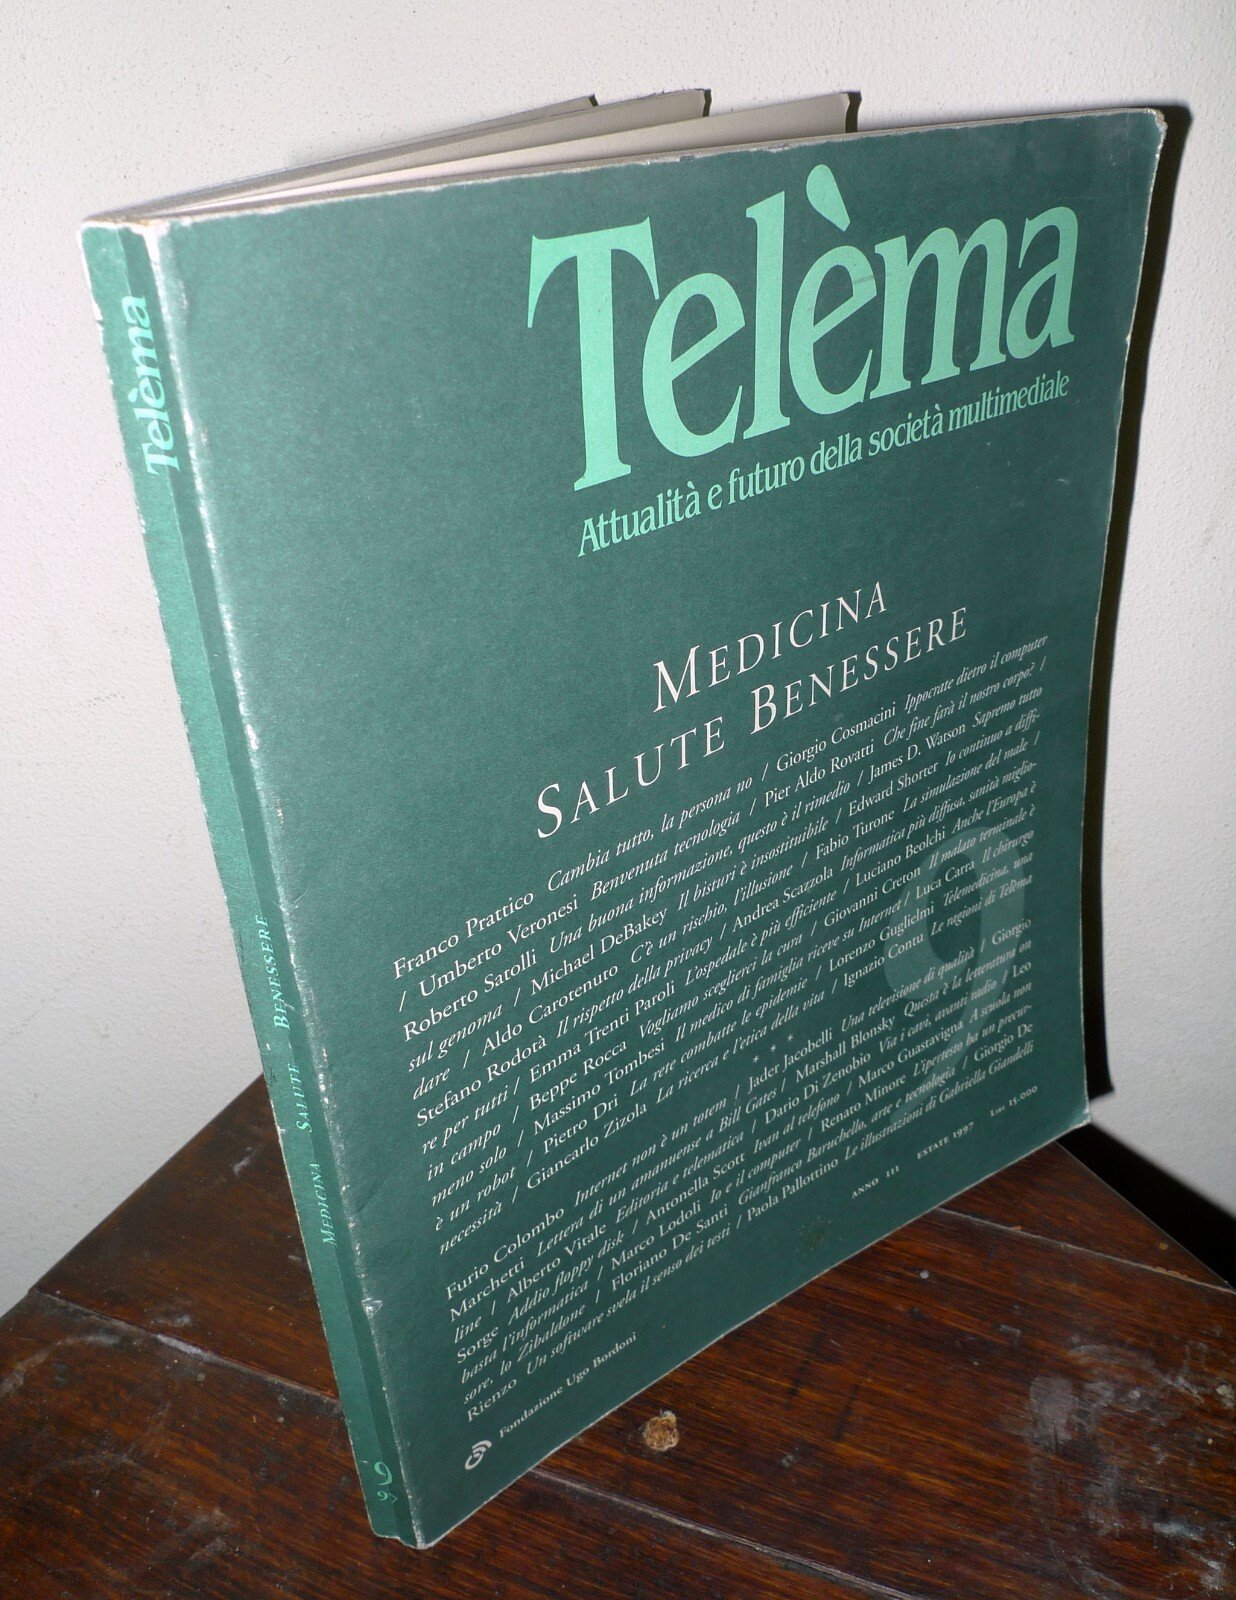 Telèma
Attualità e futuro della società multimediale
MEDICINA
SALUTE BENESSERE
Franco Prattico Cambia tutto, la persona no / Giorgio Cosmacini Ippocrate dietro il computer
/ Umberto Veronesi Benvenuta tecnologia / Pier Aldo Rovatti Che fine farà il nostro corpo? /
Roberto Satolli Una buona informazione, questo è il rimedio / James D. Watson Sapremo tutto
sul genoma / Michael DeBakey Il bisturi è insostituibile / Edward Shorter Io continuo a diffi-
dare / Aldo Carotenuto C'è un rischio, l'illusione / Fabio Turone La simulazione del male /
Stefano Rodotà Il rispetto della privacy / Andrea Scazzola Informatica più diffusa, sanità miglio-
re per tutti / Emma Trenti Paroli L'ospedale è più efficiente / Luciano Beolchi Anche l'Europa è
in campo / Beppe Rocca Vogliamo sceglierci la cura / Giovanni Creton Il malato terminale è
meno solo / Massimo Tombesi Il medico di famiglia riceve su Internet / Luca Carra Il chirurgo
è un robot / Pietro Dri La rete combatte le epidemie / Lorenzo Guglielmi Telemedicina, una
necessità / Giancarlo Zizola La ricerca e l'etica della vita / Ignazio Contu Le ragioni di Telèma
* * *
Furio Colombo Internet non è un totem / Jader Jacobelli Una televisione di qualità / Giorgio
Marchetti Lettera di un amanuense a Bill Gates / Marshall Blonsky Questa è la letteratura on
line / Alberto Vitale Editoria e telematica / Dario Di Zenobio Via i cavi, avanti radio / Leo
Sorge Addio floppy disk / Antonella Scott Ivan al telefono / Marco Guastavigna A scuola non
basta l'informatica / Marco Lodoli Io e il computer / Renato Minore L'ipertesto ha un precur-
sore, lo Zibaldone / Floriano De Santi Gianfranco Baruchello, arte e tecnologia / Giorgio De
Rienzo Un software svela il senso dei testi / Paola Pallottino Le illustrazioni di Gabriella Giandelli
9
Fondazione Ugo Bordoni
ANNO III ESTATE 1997 Lire 15.000
Telèma
MEDICINA SALUTE BENESSERE
9
97